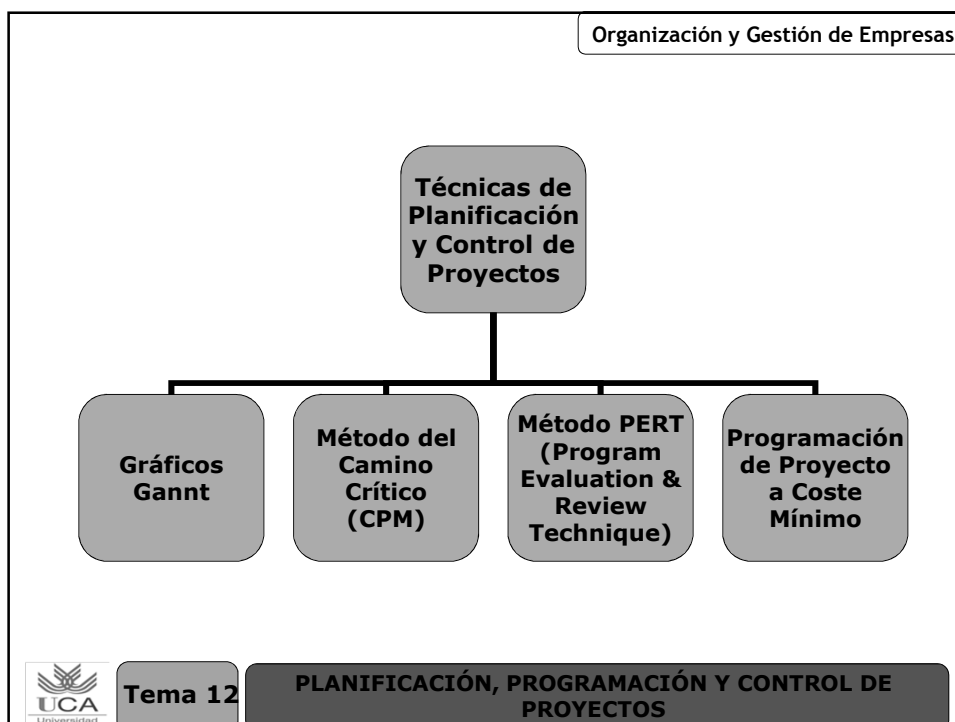 Organización y Gestión de Empresas
Técnicas de
Planificación
y Control de
Proyectos
Gráficos
Gannt
Método del
Camino
Crítico
(CPM)
Método PERT
(Program
Evaluation &
Review
Technique)
Programación
de Proyecto
a Coste
Mínimo
UCA
Universidad
Tema 12
PLANIFICACIÓN, PROGRAMACIÓN Y CONTROL DE
PROYECTOS